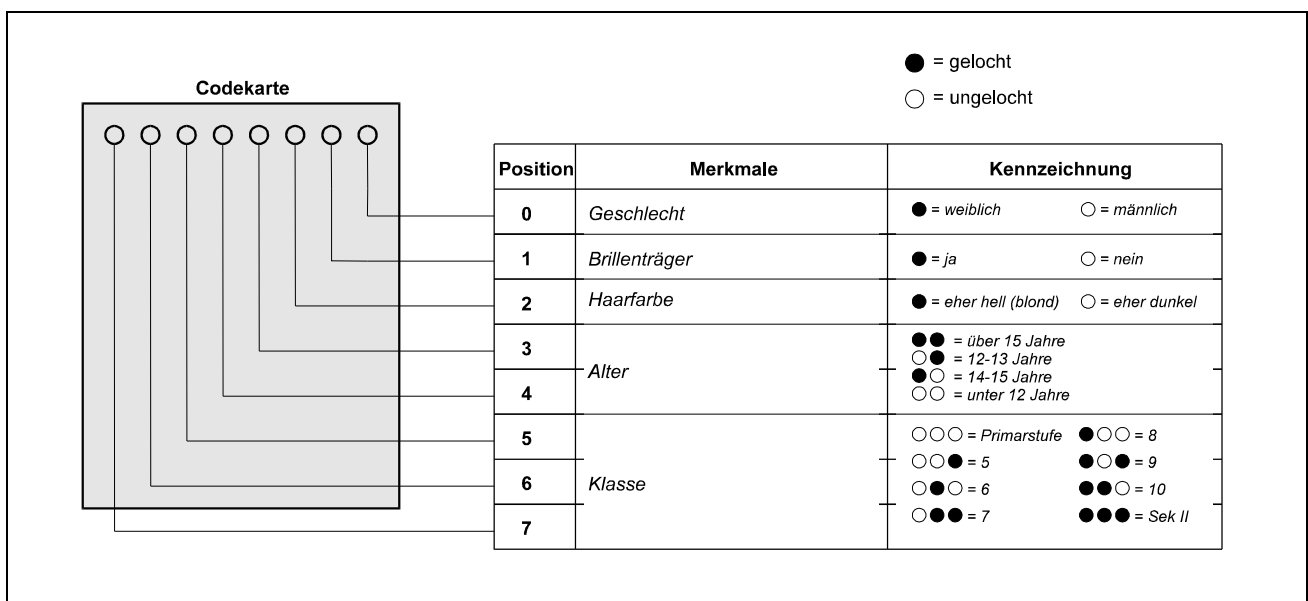 = gelocht
= ungelocht
Codekarte
Position Merkmale Kennzeichnung
0 Geschlecht = weiblich = männlich
1 Brillenträger = ja = nein
2 Haarfarbe = eher hell (blond) = eher dunkel
3 = über 15 Jahre
= 12-13 Jahre
Alter = 14-15 Jahre
4 = unter 12 Jahre
5 = Primarstufe = 8
= 5 = 9
6 Klasse = 6 = 10
= 7 = Sek II
7